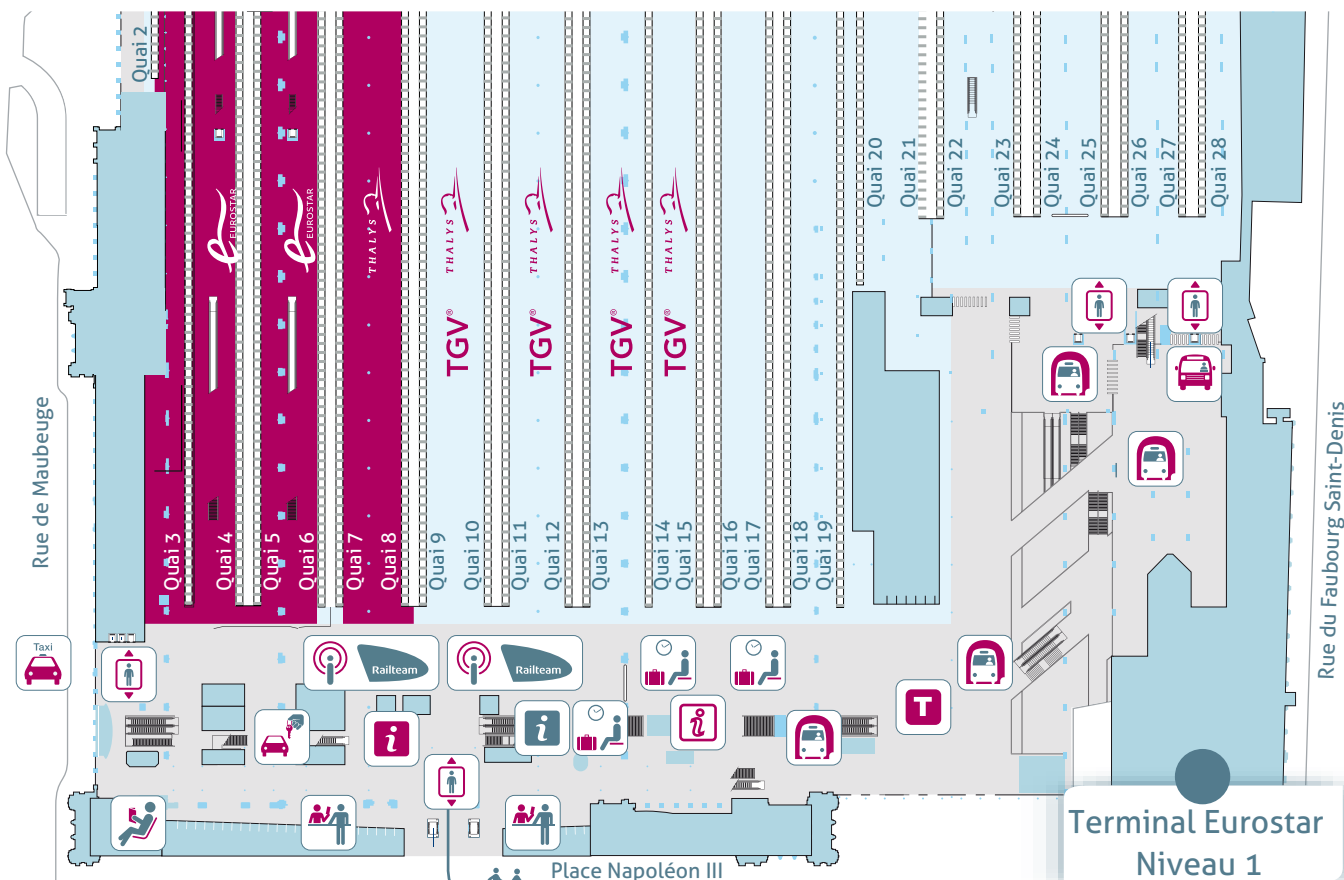 Quai 2
Quai 20
Quai 21
Quai 22
Quai 23
Quai 24
Quai 25
Quai 26
Quai 27
Quai 28
EUROSTAR
EUROSTAR
THALYS
THALYS
THALYS
THALYS
THALYS
TGV®
TGV®
TGV®
TGV®
Rue de Maubeuge
Rue du Faubourg Saint-Denis
Quai 3
Quai 4
Quai 5
Quai 6
Quai 7
Quai 8
Quai 9
Quai 10
Quai 11
Quai 12
Quai 13
Quai 14
Quai 15
Quai 16
Quai 17
Quai 18
Quai 19
Taxi
Railteam
Railteam
T
i
i
i
Terminal Eurostar
Niveau 1
Place Napoléon III